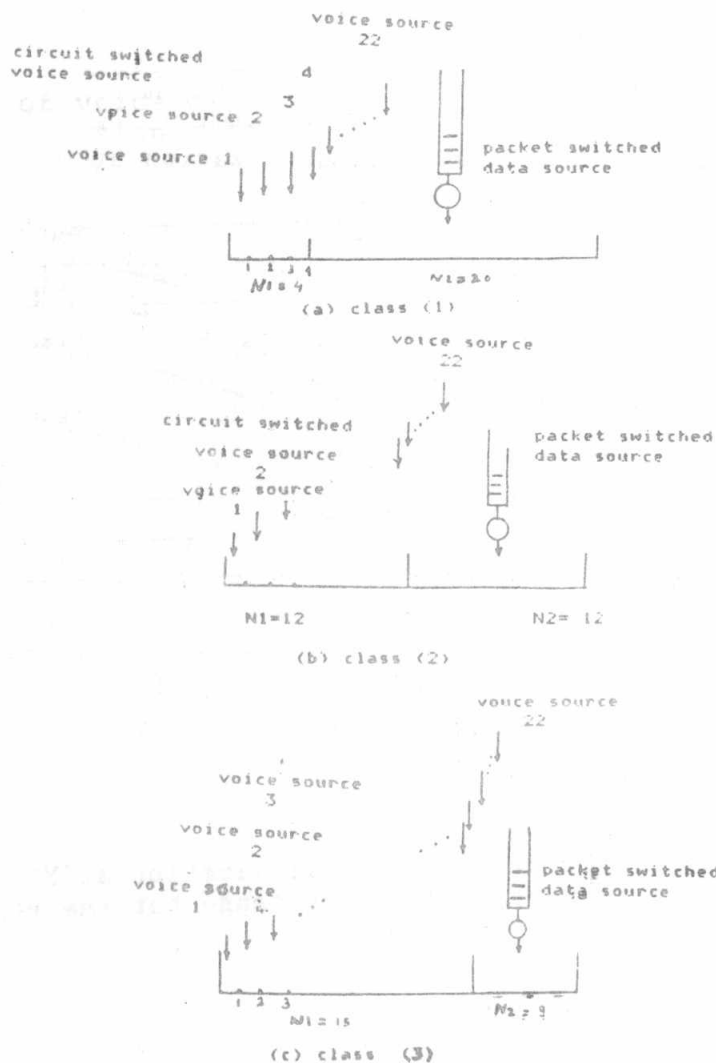 voice source
22
circuit switched
voice source
4
3
vpice source 2
voice source 1
packet switched
data source
1 2 3 4
N1 = 4
N2=20
(a) class (1)
voice source
22
circuit switched
voice source
2
vgice source
1
packet switched
data source
N1=12
N2= 12
(b) class (2)
vouce source
22
voice source
3
voice source
2
voice source
1
packet switched
data source
1 2 3
N1 = 15
N2 = 9
(c) class (3)